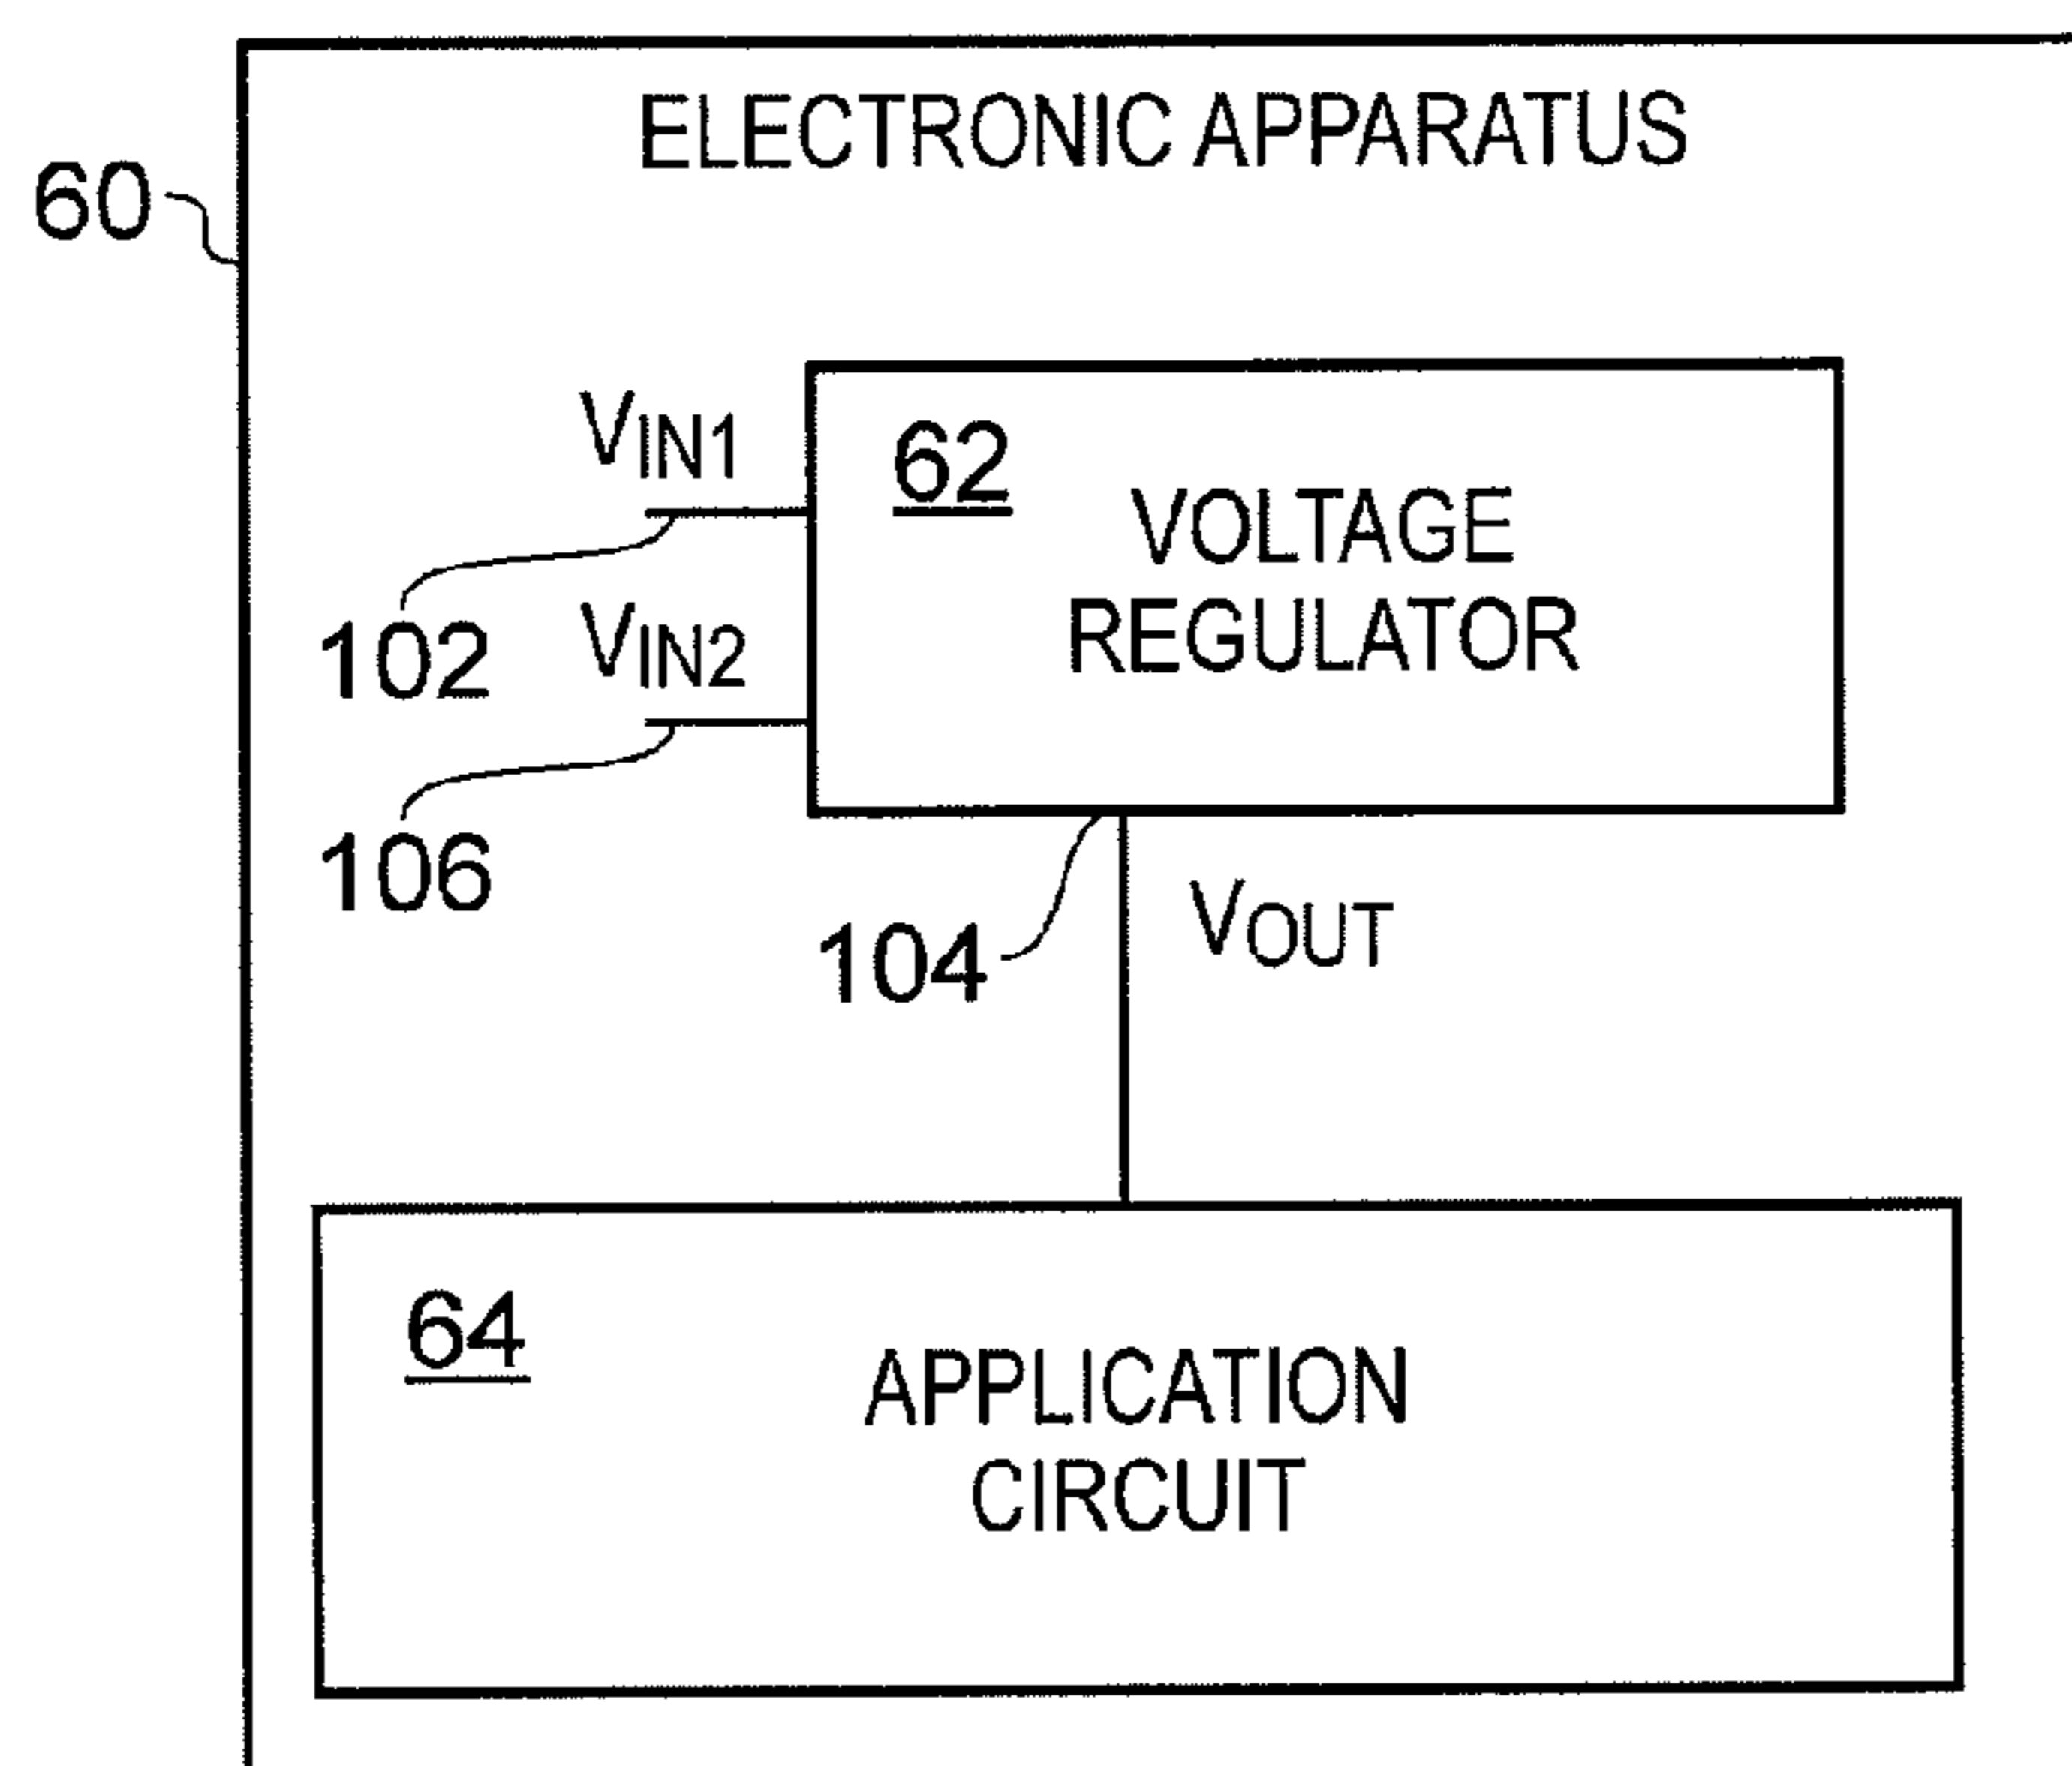 ELECTRONIC APPARATUS
60
VIN1
62
VOLTAGE
REGULATOR
102
VIN2
106
104
VOUT
64
APPLICATION
CIRCUIT